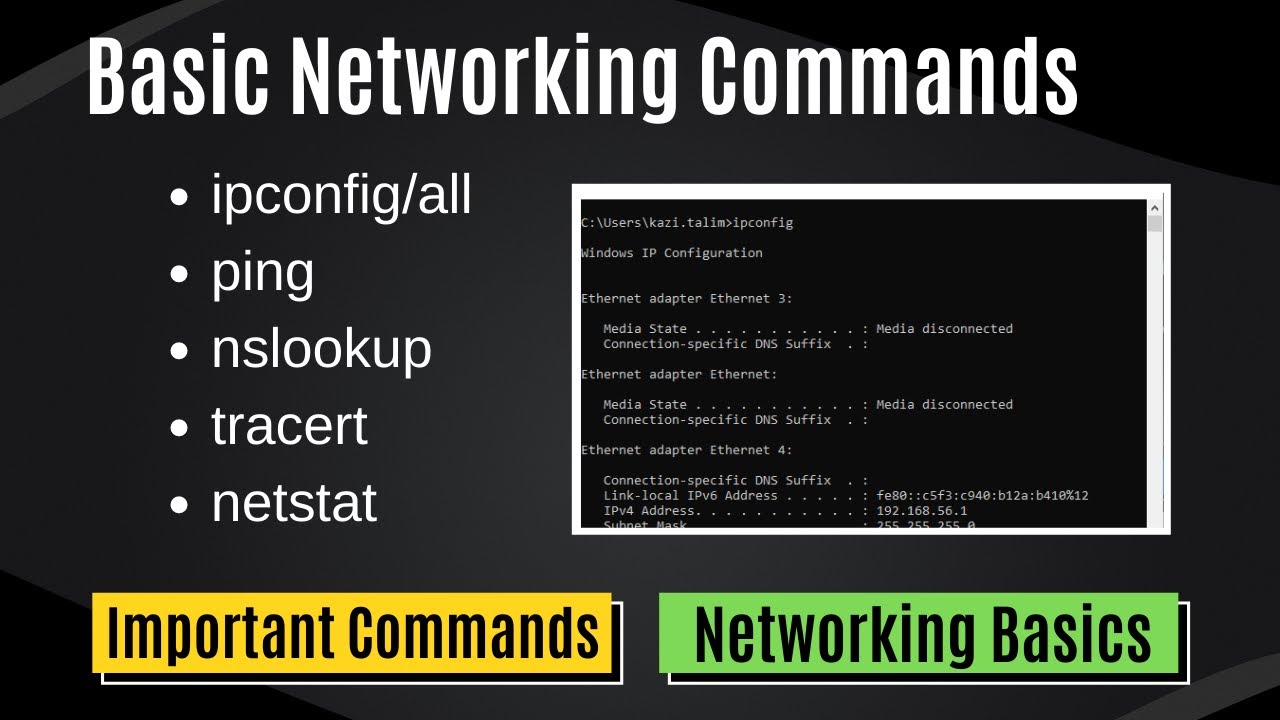 Basic Networking Commands
• ipconfig/all
• ping
• nslookup
• tracert
• netstat
C:\Users\kazi.talim>ipconfig
Windows IP Configuration
Ethernet adapter Ethernet 3:
Media State . . . . . . . . . . . : Media disconnected
Connection-specific DNS Suffix . :
Ethernet adapter Ethernet:
Media State . . . . . . . . . . . : Media disconnected
Connection-specific DNS Suffix . :
Ethernet adapter Ethernet 4:
Connection-specific DNS Suffix . :
Link-local IPv6 Address . . . . . : fe80::c5f3:c940:b12a:b410%12
IPv4 Address. . . . . . . . . . . : 192.168.56.1
Subnet Mask : 255.255.255.0
Important Commands
Networking Basics